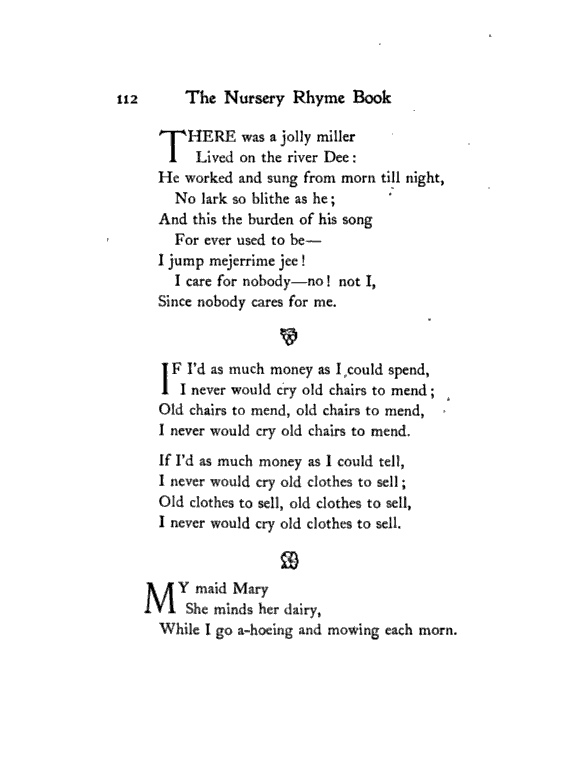 112 The Nursery Rhyme Book
THERE was a jolly miller
Lived on the river Dee:
He worked and sung from morn till night,
No lark so blithe as he;
And this the burden of his song
For ever used to be—
I jump mejerrime jee!
I care for nobody—no! not I,
Since nobody cares for me.
IF I'd as much money as I could spend,
I never would cry old chairs to mend;
Old chairs to mend, old chairs to mend,
I never would cry old chairs to mend.
If I'd as much money as I could tell,
I never would cry old clothes to sell;
Old clothes to sell, old clothes to sell,
I never would cry old clothes to sell.
MY maid Mary
She minds her dairy,
While I go a-hoeing and mowing each morn.